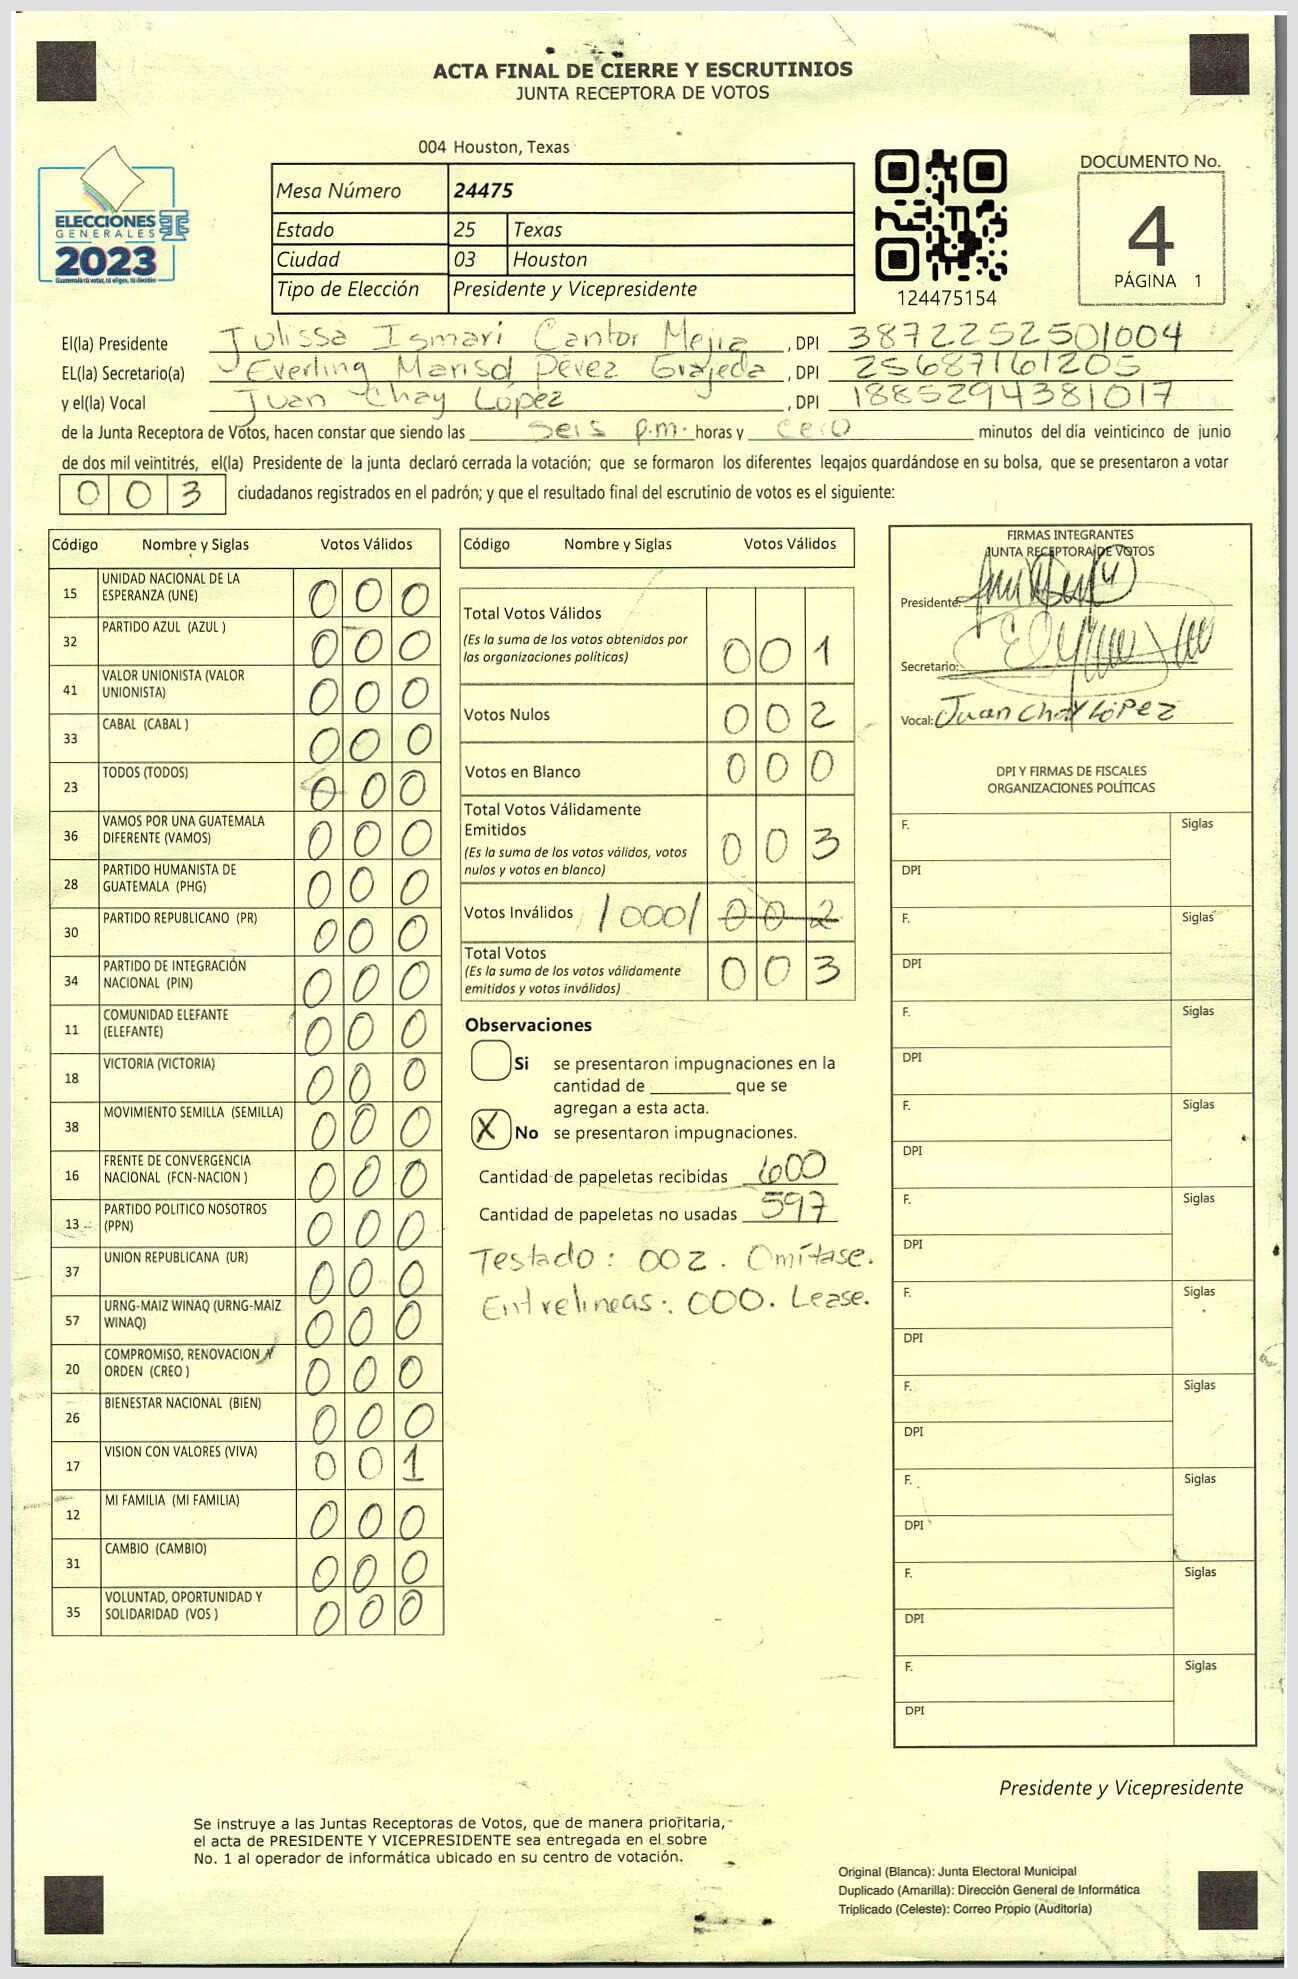 ACTA FINAL DE CIERRE Y ESCRUTINIOS
JUNTA RECEPTORA DE VOTOS
004 Houston, Texas
Mesa Número 24475
Estado 25 Texas
Ciudad 03 Houston
Tipo de Elección Presidente y Vicepresidente
ELECCIONES
GENERALES
2023
Guatemala tú votas, tú eliges, tú decides
124475154
DOCUMENTO No.
4
PÁGINA 1
El(la) Presidente Julissa Ismari Cantor Mejia, DPI 3872252501004
EL(la) Secretario(a) Everling Marisol Pérez Grajeda, DPI 25687161205
y el(la) Vocal Juan Chay López, DPI 1885294381017
de la Junta Receptora de Votos, hacen constar que siendo las seis p.m. horas y cero minutos del día veinticinco de junio
de dos mil veintitrés, el(la) Presidente de la junta declaró cerrada la votación; que se formaron los diferentes legajos guardándose en su bolsa, que se presentaron a votar
0 0 3 ciudadanos registrados en el padrón; y que el resultado final del escrutinio de votos es el siguiente:
Código Nombre y Siglas Votos Válidos
15 UNIDAD NACIONAL DE LA
ESPERANZA (UNE) 0 0 0
32 PARTIDO AZUL (AZUL ) 0 0 0
41 VALOR UNIONISTA (VALOR
UNIONISTA) 0 0 0
33 CABAL (CABAL ) 0 0 0
23 TODOS (TODOS) 0 0 0
36 VAMOS POR UNA GUATEMALA
DIFERENTE (VAMOS) 0 0 0
28 PARTIDO HUMANISTA DE
GUATEMALA (PHG) 0 0 0
30 PARTIDO REPUBLICANO (PR) 0 0 0
34 PARTIDO DE INTEGRACIÓN
NACIONAL (PIN) 0 0 0
11 COMUNIDAD ELEFANTE
(ELEFANTE) 0 0 0
18 VICTORIA (VICTORIA) 0 0 0
38 MOVIMIENTO SEMILLA (SEMILLA) 0 0 0
16 FRENTE DE CONVERGENCIA
NACIONAL (FCN-NACION ) 0 0 0
13 PARTIDO POLITICO NOSOTROS
(PPN) 0 0 0
37 UNION REPUBLICANA (UR) 0 0 0
57 URNG-MAIZ WINAQ (URNG-MAIZ
WINAQ) 0 0 0
20 COMPROMISO, RENOVACION Y
ORDEN (CREO ) 0 0 0
26 BIENESTAR NACIONAL (BIEN) 0 0 0
17 VISION CON VALORES (VIVA) 0 0 1
12 MI FAMILIA (MI FAMILIA) 0 0 0
31 CAMBIO (CAMBIO) 0 0 0
35 VOLUNTAD, OPORTUNIDAD Y
SOLIDARIDAD (VOS ) 0 0 0
Código Nombre y Siglas Votos Válidos
Total Votos Válidos
(Es la suma de los votos obtenidos por
las organizaciones políticas) 0 0 1
Votos Nulos 0 0 2
Votos en Blanco 0 0 0
Total Votos Válidamente
Emitidos
(Es la suma de los votos válidos, votos
nulos y votos en blanco) 0 0 3
Votos Inválidos /000/ 0 0 2
Total Votos
(Es la suma de los votos válidamente
emitidos y votos inválidos) 0 0 3
Observaciones
Si se presentaron impugnaciones en la
cantidad de ________ que se
agregan a esta acta.
X No se presentaron impugnaciones.
Cantidad de papeletas recibidas 600
Cantidad de papeletas no usadas 597
Testado: 002. Omítase.
Entrelineas: 000. Lease.
FIRMAS INTEGRANTES
JUNTA RECEPTORA DE VOTOS
Presidente:
Secretario:
Vocal: Juan Chay López
DPI Y FIRMAS DE FISCALES
ORGANIZACIONES POLÍTICAS
F. Siglas
DPI
F. Siglas
DPI
F. Siglas
DPI
F. Siglas
DPI
F. Siglas
DPI
F. Siglas
DPI
F. Siglas
DPI
F. Siglas
DPI
F. Siglas
DPI
F. Siglas
DPI
Presidente y Vicepresidente
Se instruye a las Juntas Receptoras de Votos, que de manera prioritaria,
el acta de PRESIDENTE Y VICEPRESIDENTE sea entregada en el sobre
No. 1 al operador de informática ubicado en su centro de votación.
Original (Blanca): Junta Electoral Municipal
Duplicado (Amarilla): Dirección General de Informática
Triplicado (Celeste): Correo Propio (Auditoría)